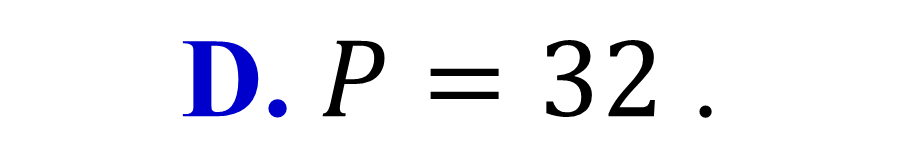 D. P = 32 .